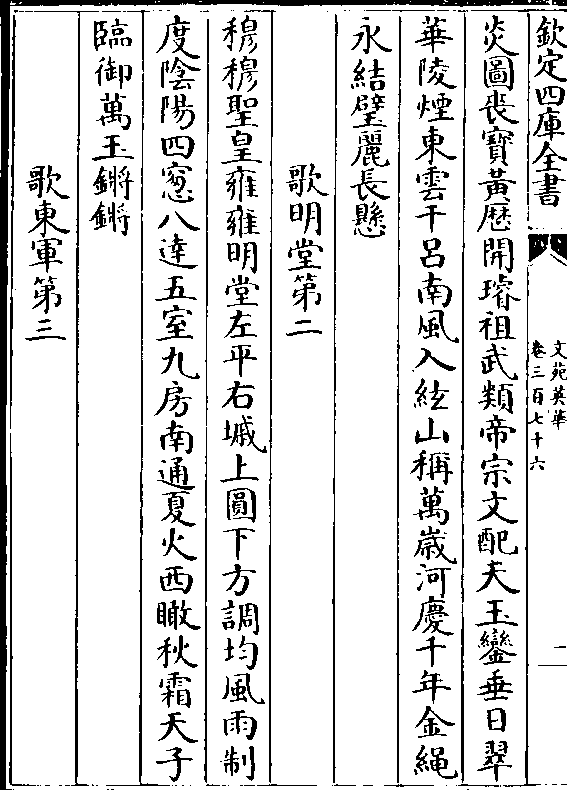 欽定四庫全書
文苑英華
卷三百七十六
二
炎圖喪寶黄厯開璿祖武類帝宗文配天玉鑾垂日翠
華陵煙東雲干呂南風入絃山稱萬歲河慶千年金繩
永結璧麗長懸
歌明堂第二
穆穆聖皇雍雍明堂左平右墄上圓下方調均風雨制
度陰陽四窓八達五室九房南通夏火西瞰秋霜天子
臨御萬玉鏘鏘
歌東軍第三